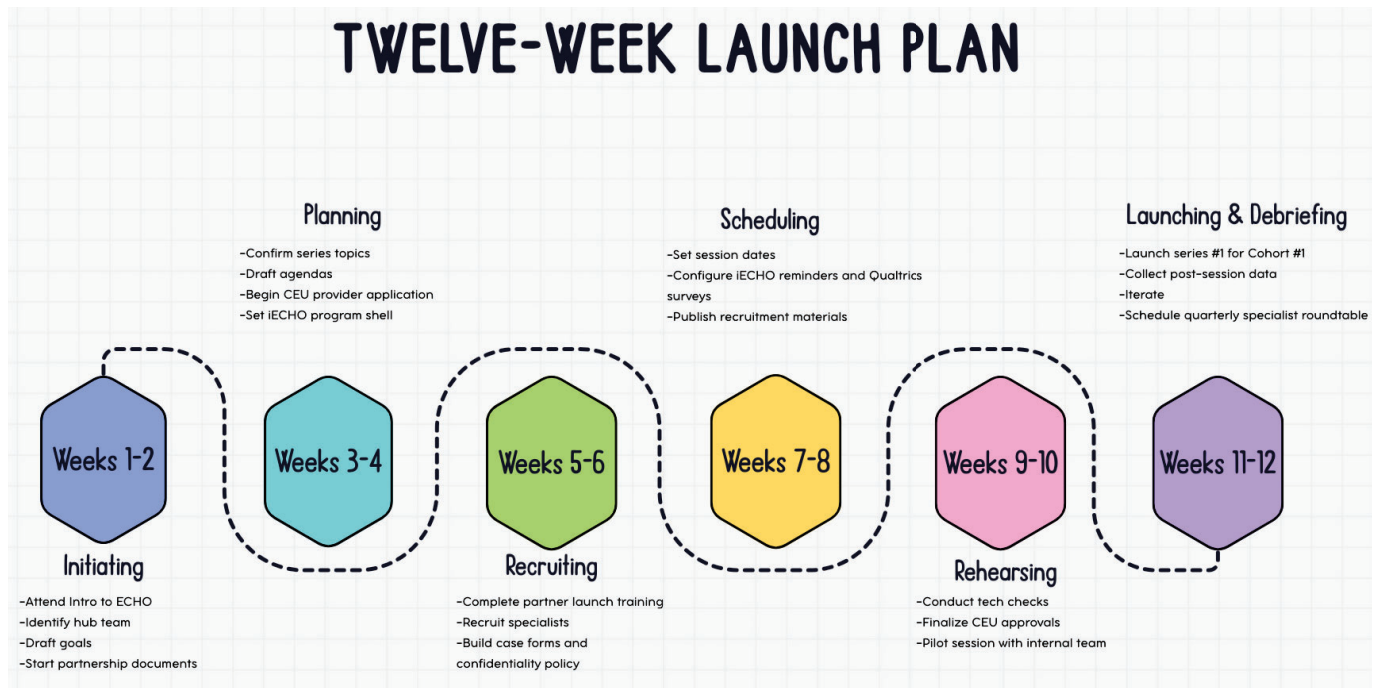 TWELVE-WEEK LAUNCH PLAN
Weeks 1-2
Initiating
-Attend Intro to ECHO
-Identify hub team
-Draft goals
-Start partnership documents
Planning
-Confirm series topics
-Draft agendas
-Begin CEU provider application
-Set iECHO program shell
Weeks 3-4
Weeks 5-6
Recruiting
-Complete partner launch training
-Recruit specialists
-Build case forms and
confidentiality policy
Scheduling
-Set session dates
-Configure iECHO reminders and Qualtrics
surveys
-Publish recruitment materials
Weeks 7-8
Weeks 9-10
Rehearsing
-Conduct tech checks
-Finalize CEU approvals
-Pilot session with internal team
Launching & Debriefing
-Launch series #1 for Cohort #1
-Collect post-session data
-Iterate
-Schedule quarterly specialist roundtable
Weeks 11-12